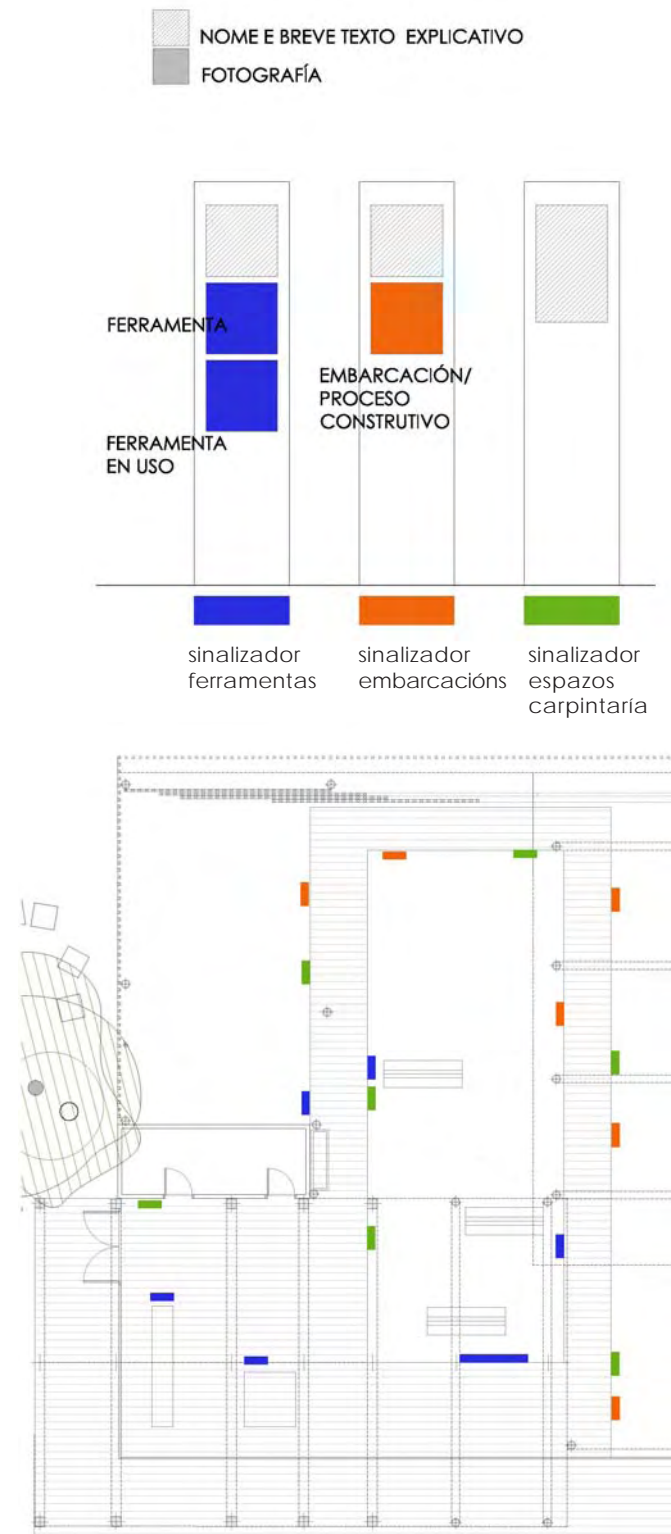 NOME E BREVE TEXTO EXPLICATIVO
FOTOGRAFÍA
FERRAMENTA
FERRAMENTA
EN USO
EMBARCACIÓN/
PROCESO
CONSTRUTIVO
sinalizador
ferramentas
sinalizador
embarcacións
sinalizador
espazos
carpintaría